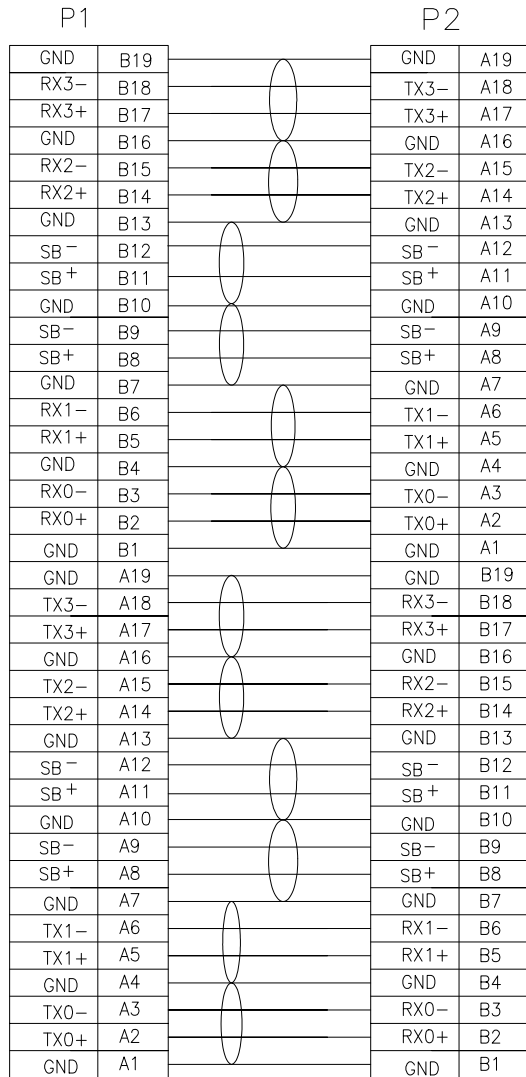 P1 P2
GND B19 GND A19
RX3- B18 TX3- A18
RX3+ B17 TX3+ A17
GND B16 GND A16
RX2- B15 TX2- A15
RX2+ B14 TX2+ A14
GND B13 GND A13
SB- B12 SB- A12
SB+ B11 SB+ A11
GND B10 GND A10
SB- B9 SB- A9
SB+ B8 SB+ A8
GND B7 GND A7
RX1- B6 TX1- A6
RX1+ B5 TX1+ A5
GND B4 GND A4
RX0- B3 TX0- A3
RX0+ B2 TX0+ A2
GND B1 GND A1
GND A19 GND B19
TX3- A18 RX3- B18
TX3+ A17 RX3+ B17
GND A16 GND B16
TX2- A15 RX2- B15
TX2+ A14 RX2+ B14
GND A13 GND B13
SB- A12 SB- B12
SB+ A11 SB+ B11
GND A10 GND B10
SB- A9 SB- B9
SB+ A8 SB+ B8
GND A7 GND B7
TX1- A6 RX1- B6
TX1+ A5 RX1+ B5
GND A4 GND B4
TX0- A3 RX0- B3
TX0+ A2 RX0+ B2
GND A1 GND B1